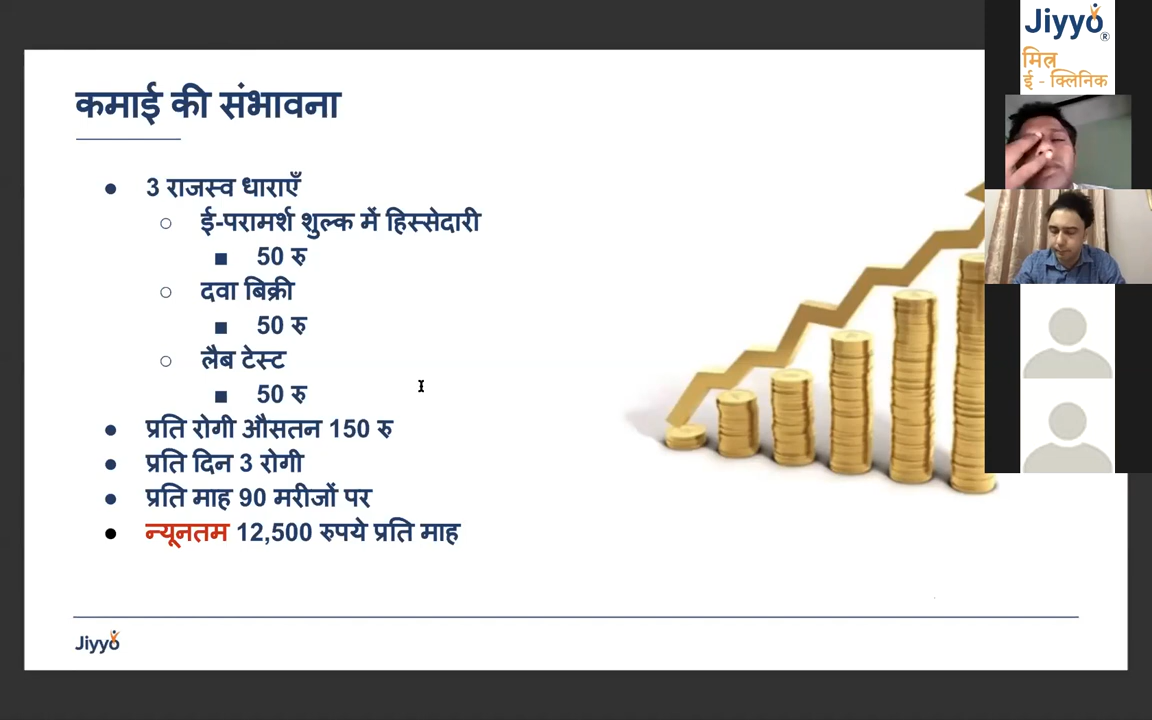 कमाई की संभावना
● 3 राजस्व धाराएँ
○ ई-परामर्श शुल्क में हिस्सेदारी
■ 50 रु
○ दवा बिक्री
■ 50 रु
○ लैब टेस्ट
■ 50 रु
● प्रति रोगी औसतन 150 रु
● प्रति दिन 3 रोगी
● प्रति माह 90 मरीजों पर
● न्यूनतम 12,500 रुपये प्रति माह
Jiyyo
Jiyyo®
मित्र
ई - क्लिनिक